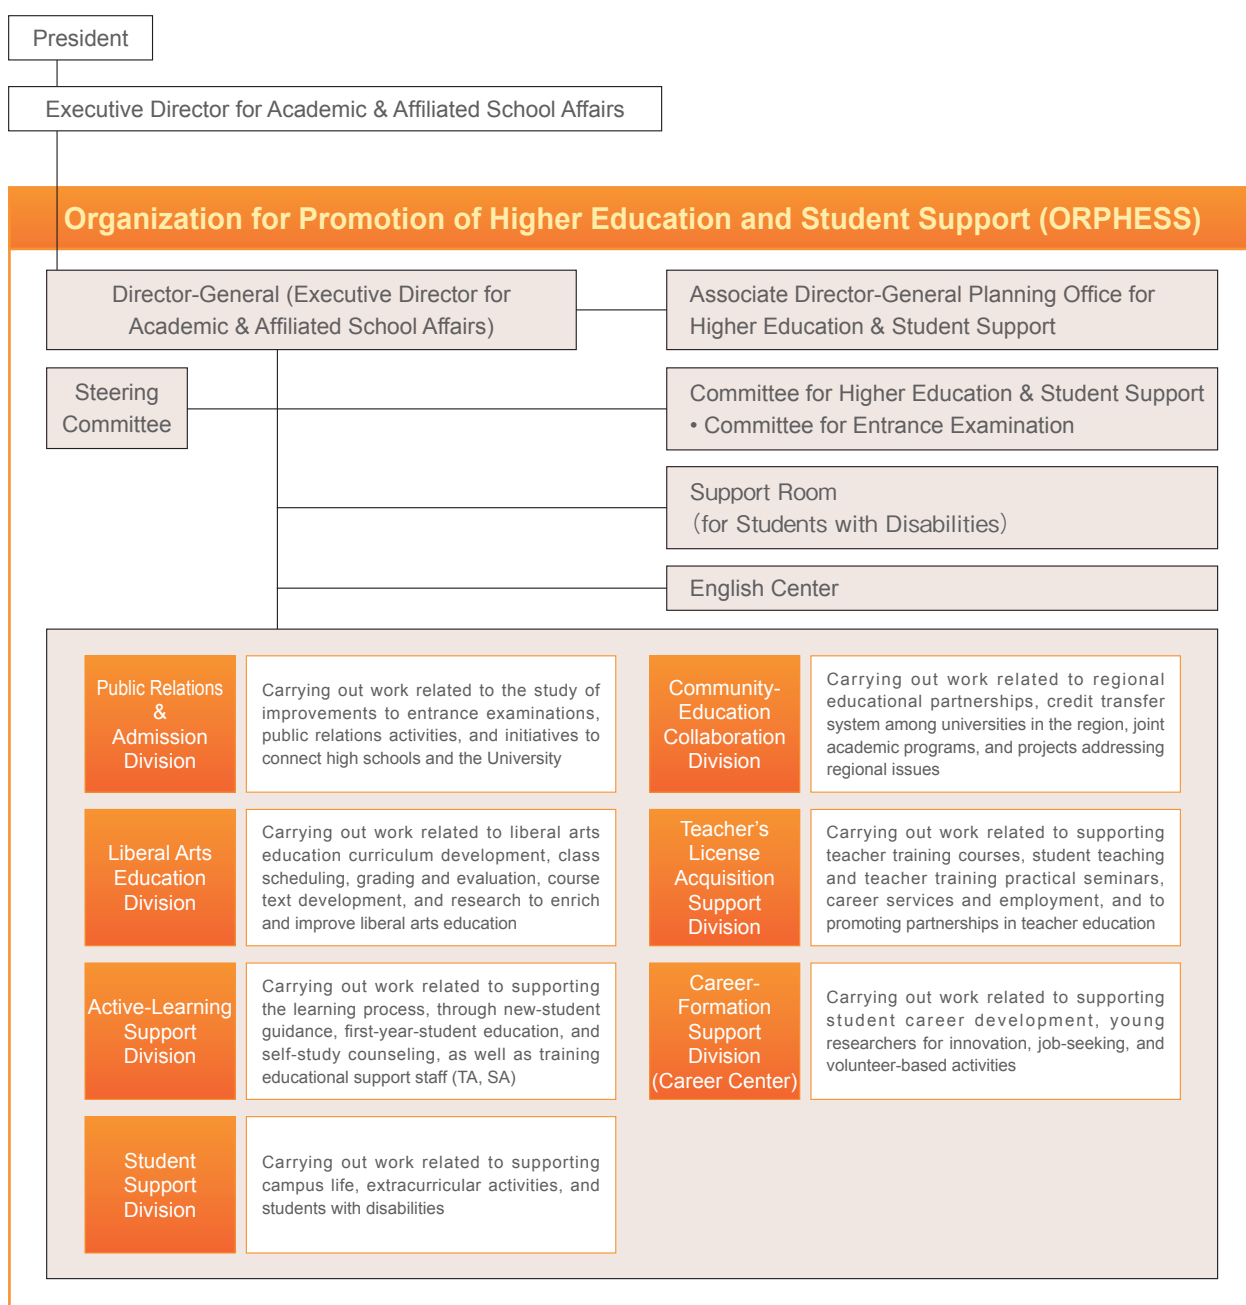 President
Executive Director for Academic & Affiliated School Affairs
Organization for Promotion of Higher Education and Student Support (ORPHESS)
Director-General (Executive Director for
Academic & Affiliated School Affairs)
Associate Director-General Planning Office for
Higher Education & Student Support
Steering
Committee
Committee for Higher Education & Student Support
• Committee for Entrance Examination
Support Room
（for Students with Disabilities）
English Center
Public Relations
&
Admission
Division
Carrying out work related to the study of
improvements to entrance examinations,
public relations activities, and initiatives to
connect high schools and the University
Community-
Education
Collaboration
Division
Carrying out work related to regional
educational partnerships, credit transfer
system among universities in the region, joint
academic programs, and projects addressing
regional issues
Liberal Arts
Education
Division
Carrying out work related to liberal arts
education curriculum development, class
scheduling, grading and evaluation, course
text development, and research to enrich
and improve liberal arts education
Teacher's
License
Acquisition
Support
Division
Carrying out work related to supporting
teacher training courses, student teaching
and teacher training practical seminars,
career services and employment, and to
promoting partnerships in teacher education
Active-Learning
Support
Division
Carrying out work related to supporting
the learning process, through new-student
guidance, first-year-student education, and
self-study counseling, as well as training
educational support staff (TA, SA)
Career-
Formation
Support
Division
(Career Center)
Carrying out work related to supporting
student career development, young
researchers for innovation, job-seeking, and
volunteer-based activities
Student
Support
Division
Carrying out work related to supporting
campus life, extracurricular activities, and
students with disabilities